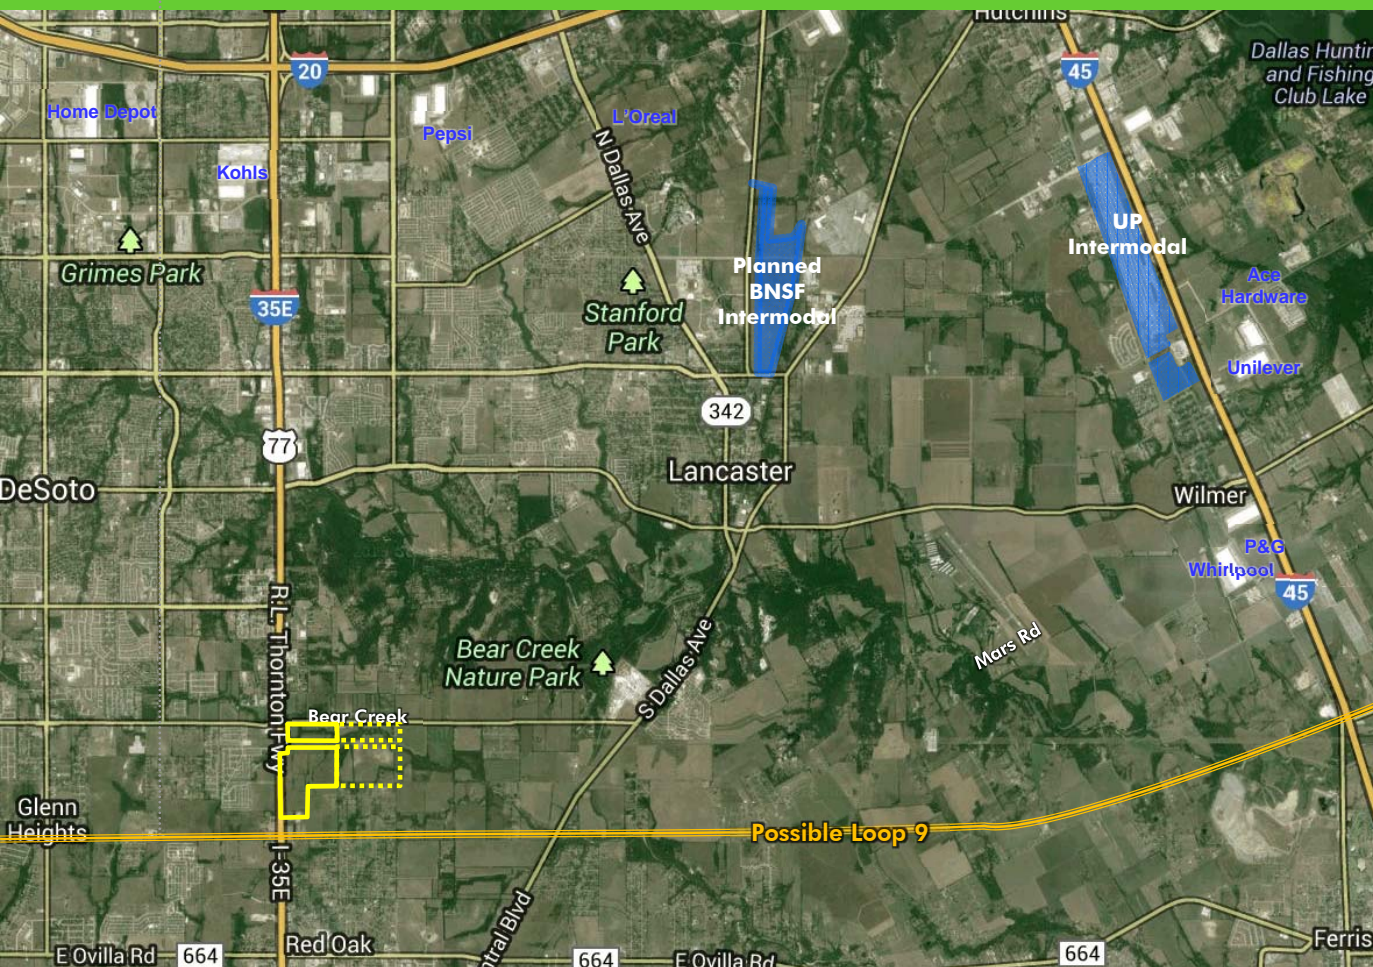 Hutchins
20
45
Dallas Huntin
and Fishing
Club Lake
Home Depot
Pepsi
L'Oreal
N Dallas Ave
Kohls
UP
Intermodal
Grimes Park
Planned
BNSF
Intermodal
Ace
Hardware
35E
Stanford
Park
Unilever
342
77
Lancaster
DeSoto
Wilmer
P&G
Whirlpool
45
R.L. Thornton Fwy
Bear Creek
Nature Park
S Dallas Ave
Mars Rd
Bear Creek
Glenn
Heights
Possible Loop 9
I-35E
ntral Blvd
Red Oak
Ferris
E Ovilla Rd
664
664
E Ovilla Rd
664